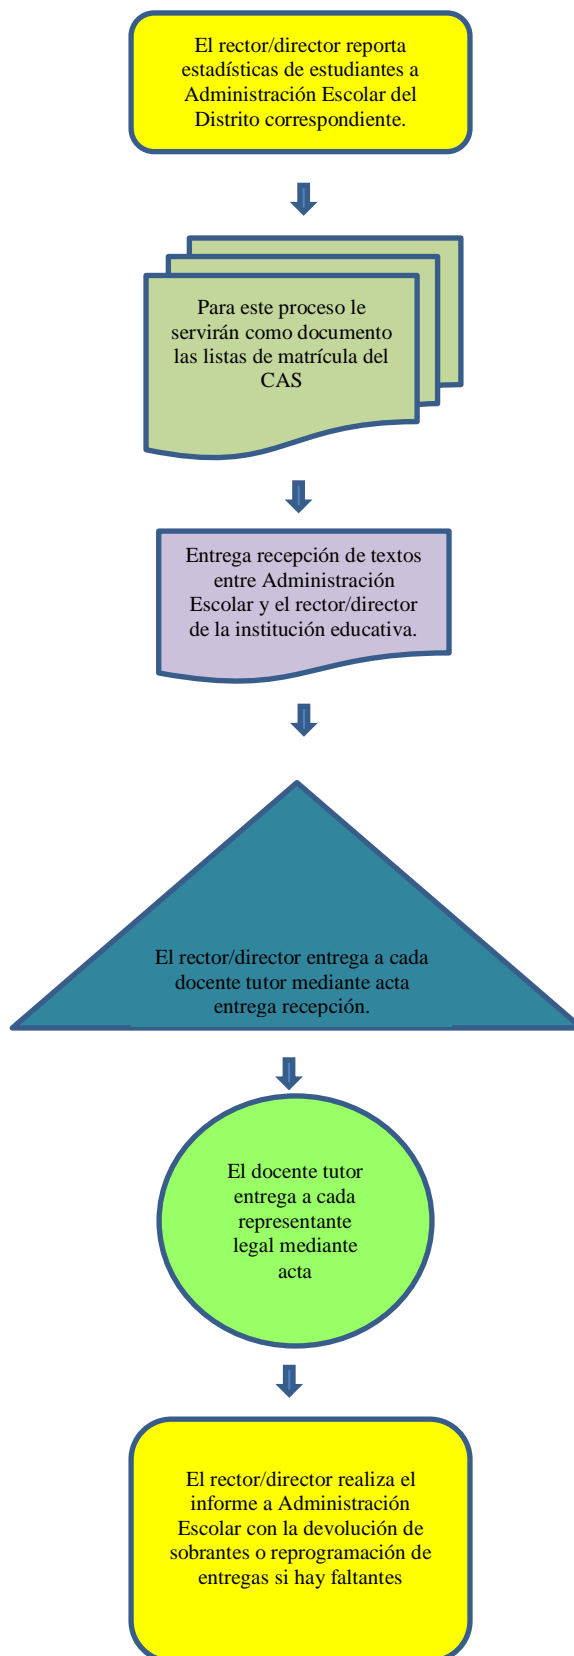 El rector/director reporta
estadísticas de estudiantes a
Administración Escolar del
Distrito correspondiente.
Para este proceso le
servirán como documento
las listas de matrícula del
CAS
Entrega recepción de textos
entre Administración
Escolar y el rector/director
de la institución educativa.
El rector/director entrega a cada
docente tutor mediante acta
entrega recepción.
El docente tutor
entrega a cada
representante
legal mediante
acta
El rector/director realiza el
informe a Administración
Escolar con la devolución de
sobrantes o reprogramación de
entregas si hay faltantes